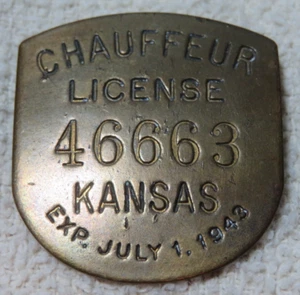 CHAUFFEUR
LICENSE
46663
KANSAS
EXP. JULY 1. 1943